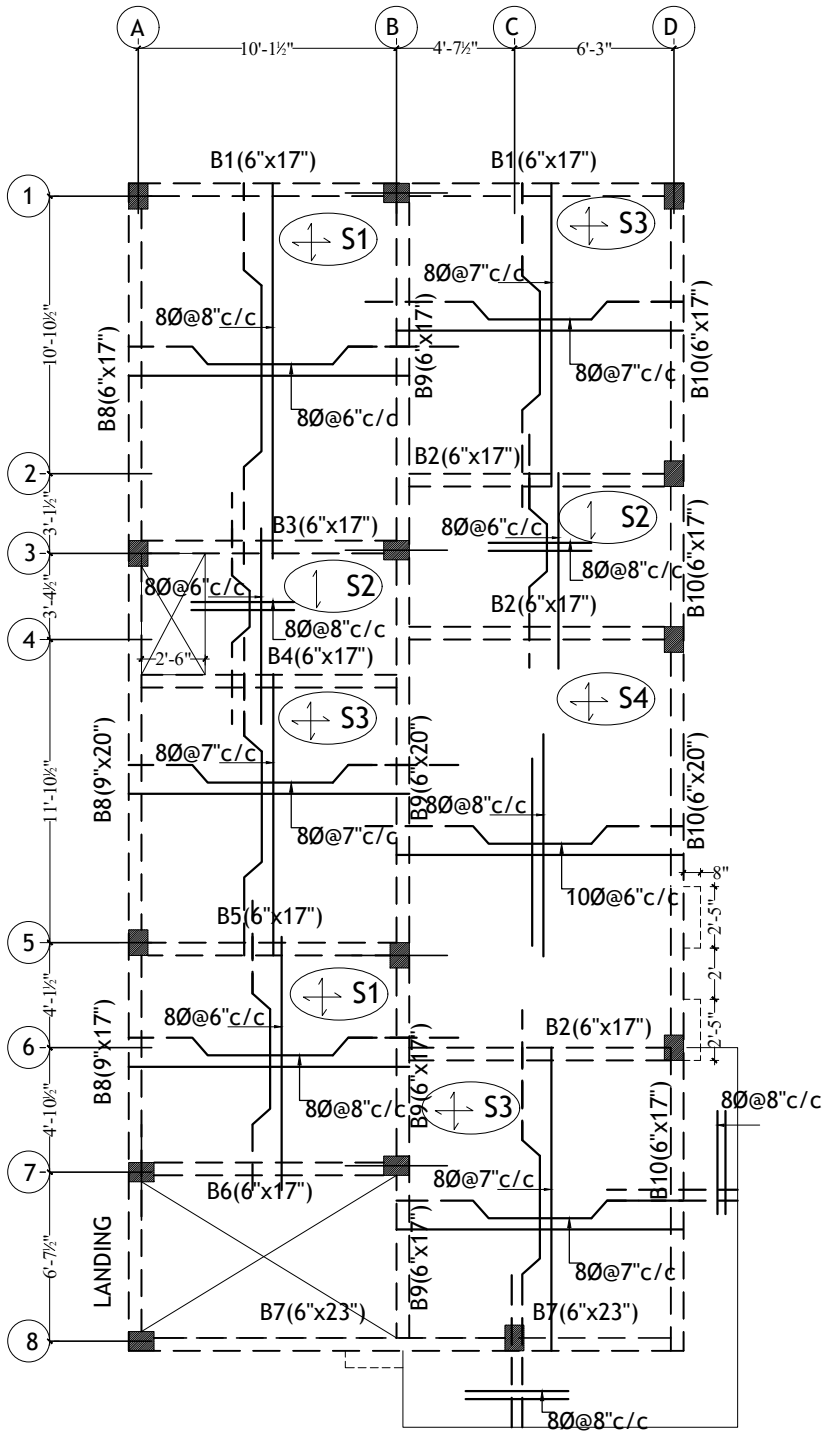 A
B
C
D
10'-1½"
4'-7½"
6'-3"
B1(6"x17")
B1(6"x17")
1
S1
S3
8Ø@7"c/c
8Ø@8"c/c
10'-10½"
B8(6"x17")
B9(6"x17")
B10(6"x17")
8Ø@7"c/c
8Ø@6"c/c
2
B2(6"x17")
3'-1½"
B3(6"x17")
8Ø@6"c/c
S2
B10(6"x17")
3
8Ø@6"c/c
S2
8Ø@8"c/c
3'-4½"
8Ø@8"c/c
B2(6"x17")
4
2'-6"
B4(6"x17")
S3
S4
8Ø@7"c/c
B8(9"x20")
B9(6"x20")
B10(6"x20")
11'-10½"
8Ø@8"c/c
8Ø@7"c/c
10Ø@6"c/c
8"
2'-5"
B5(6"x17")
5
2'
4'-1½"
S1
8Ø@6"c/c
2'-5"
B2(6"x17")
6
B8(9"x17")
B9(6"x17")
8Ø@8"c/c
S3
8Ø@8"c/c
4'-10½"
B10(6"x17")
7
8Ø@7"c/c
B6(6"x17")
LANDING
6'-7½"
B9(6"x17")
8Ø@7"c/c
B7(6"x23")
B7(6"x23")
8
8Ø@8"c/c